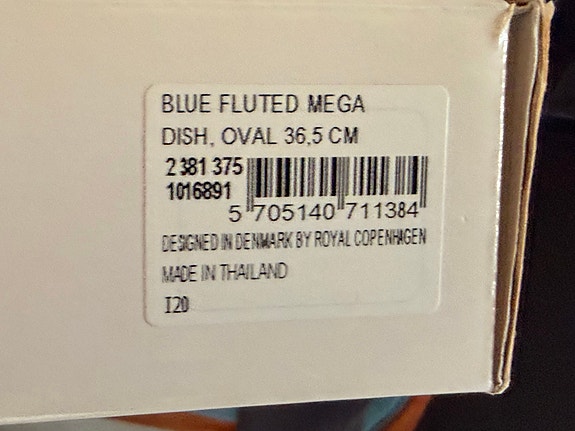 BLUE FLUTED MEGA
DISH, OVAL 36,5 CM
2 381 375
1016891
5 705140 711384
DESIGNED IN DENMARK BY ROYAL COPENHAGEN
MADE IN THAILAND
I20